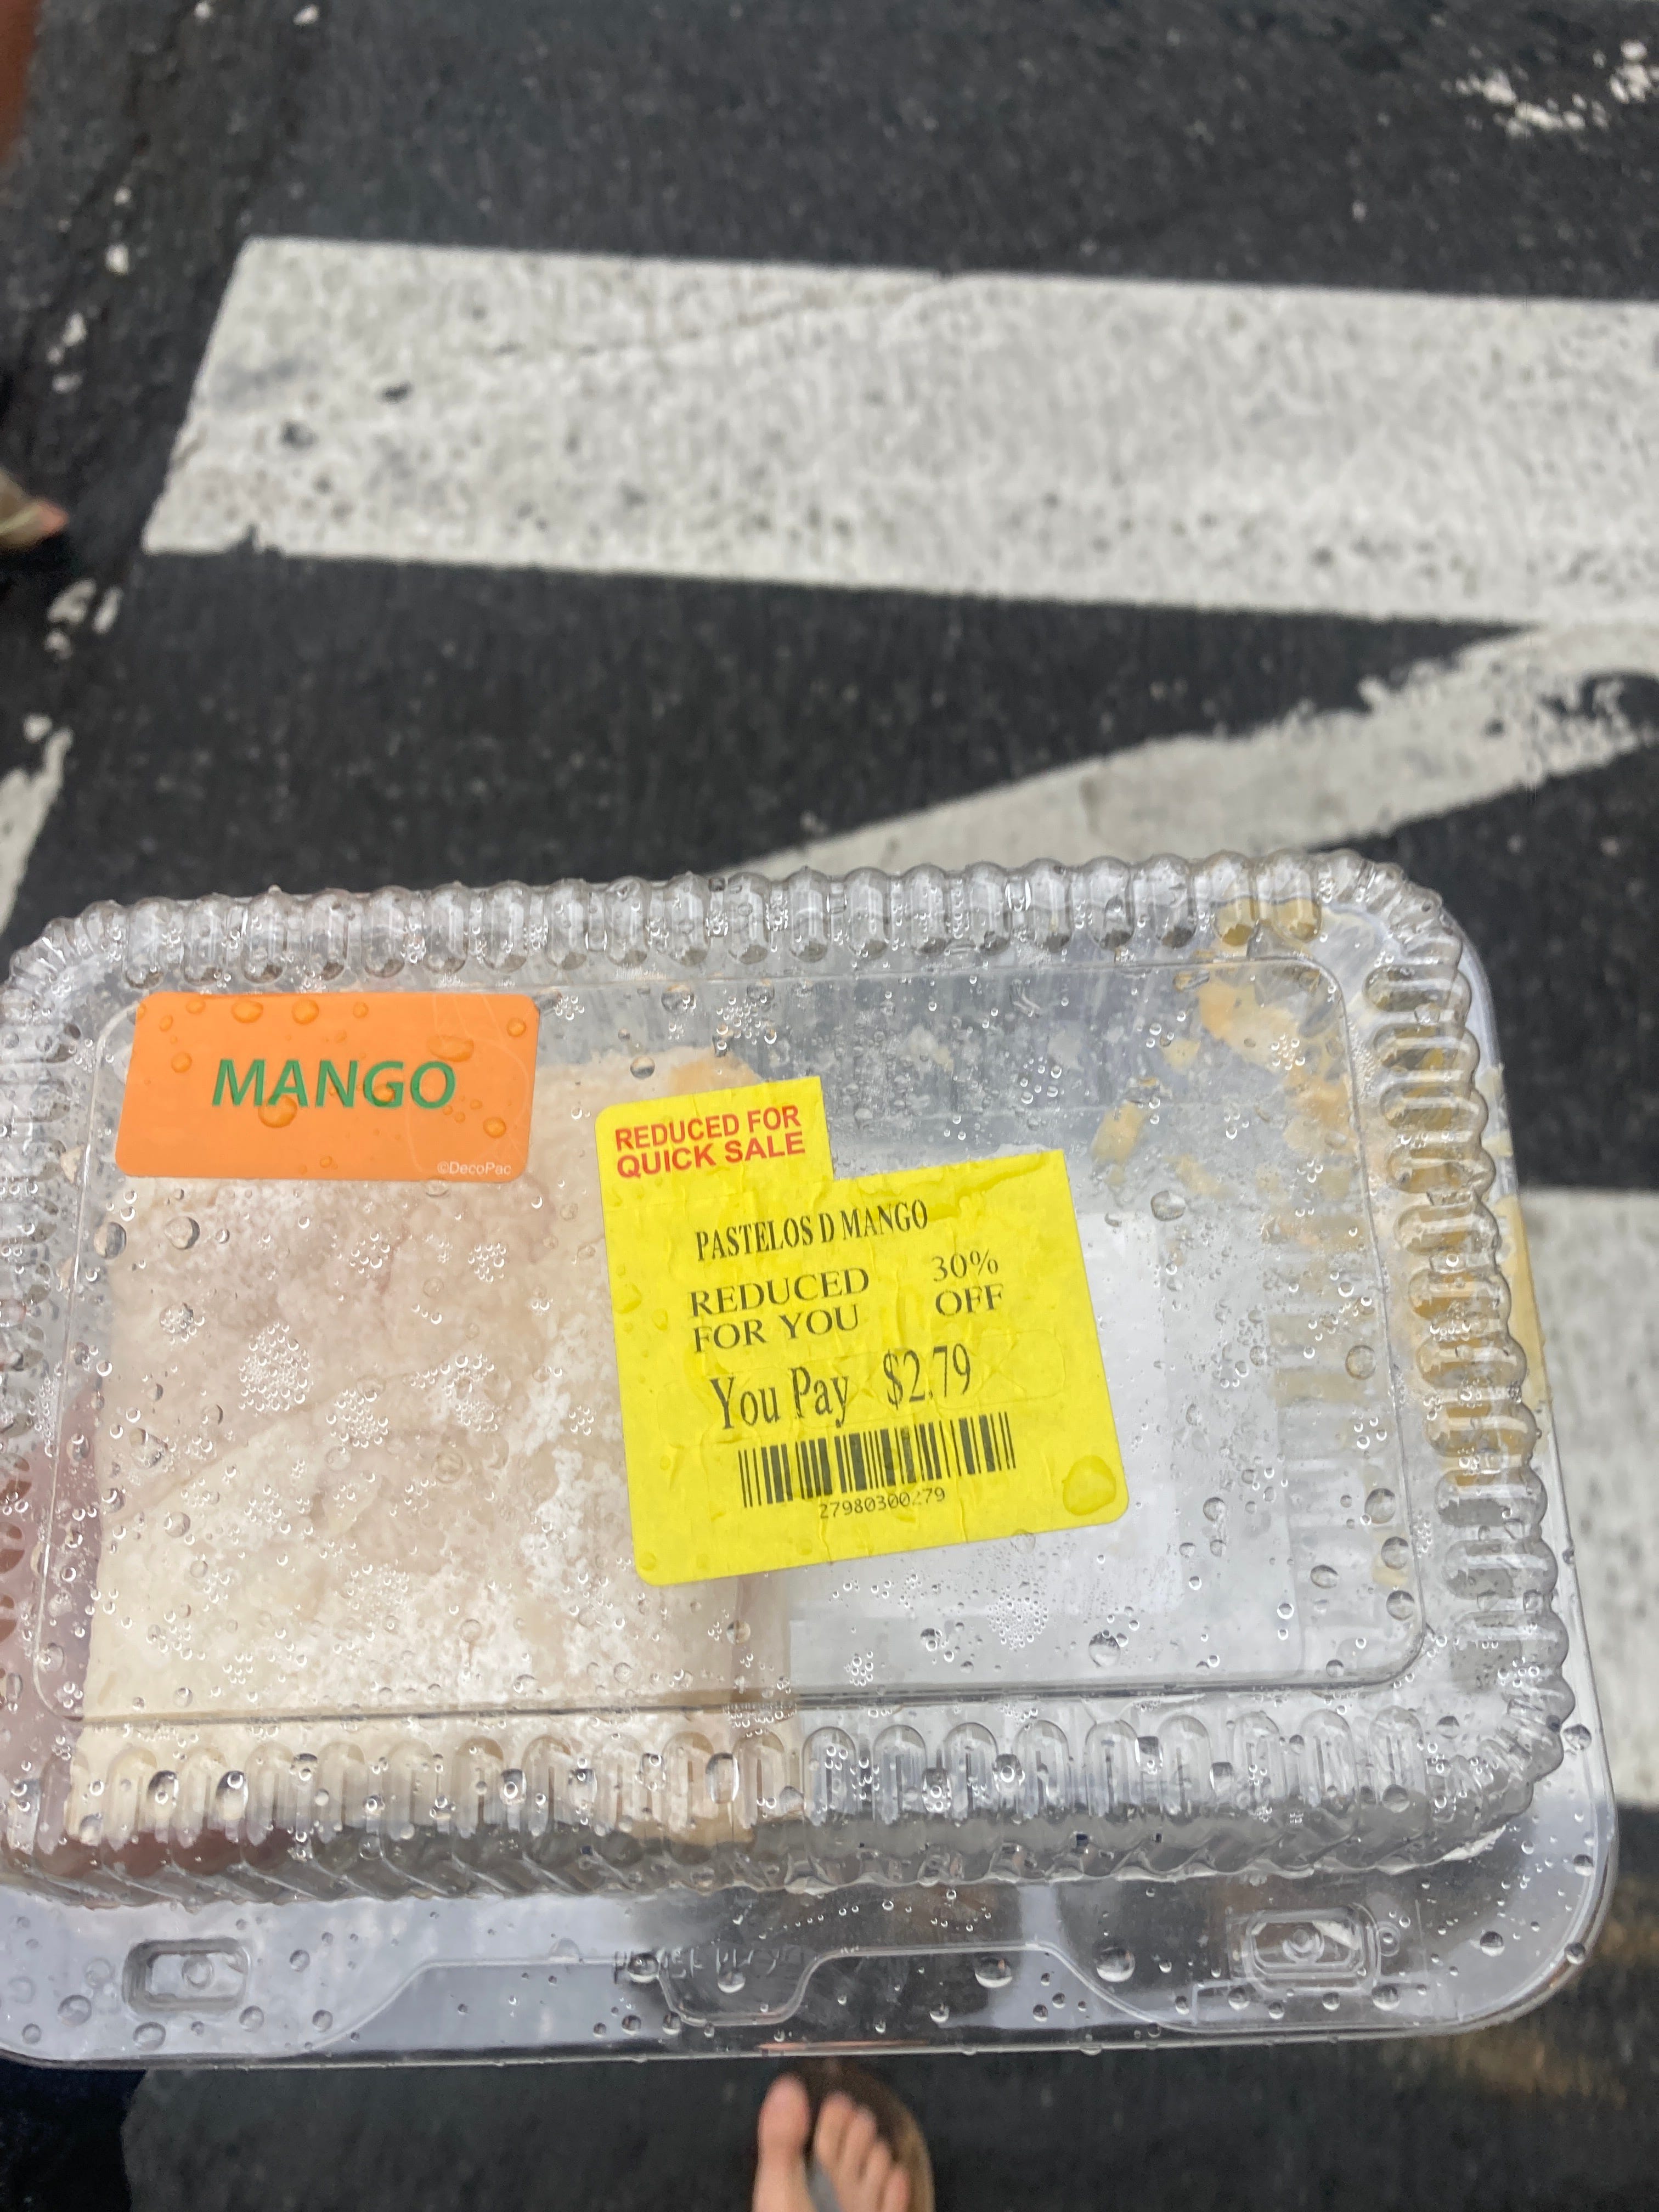 MANGO
©DecoPac
REDUCED FOR
QUICK SALE
PASTELOS D MANGO
REDUCED 30%
FOR YOU OFF
You Pay $2.79